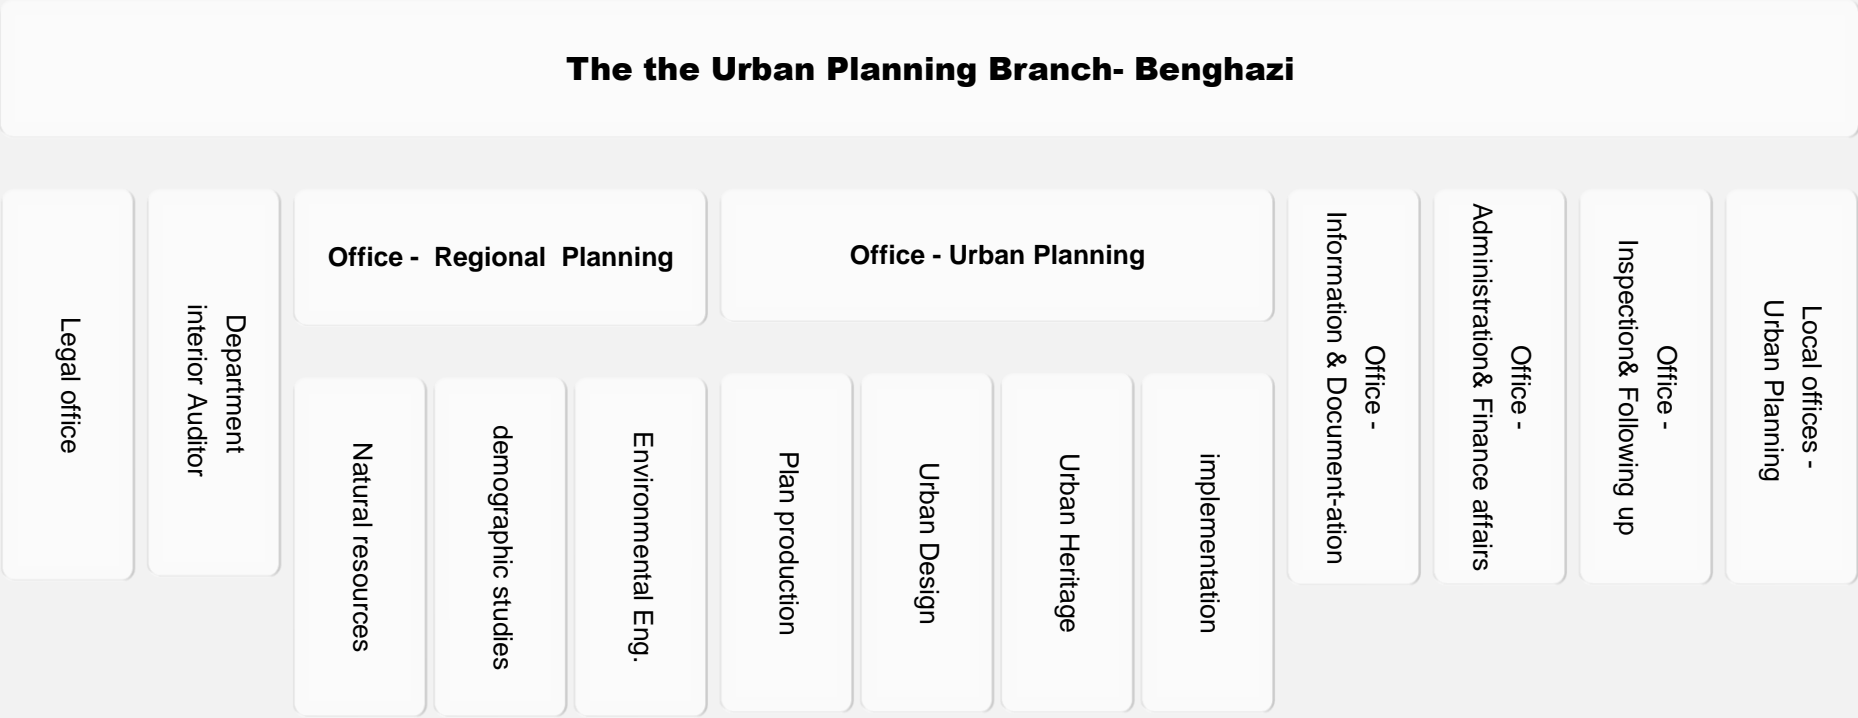 The the Urban Planning Branch- Benghazi
Legal office
Department
interior Auditor
Office -  Regional  Planning
Office - Urban Planning
Office -
Information & Document-ation
Office -
Administration& Finance affairs
Office -
Inspection& Following up
Local offices -
Urban Planning
Natural resources
demographic studies
Environmental Eng.
Plan production
Urban Design
Urban Heritage
implementation